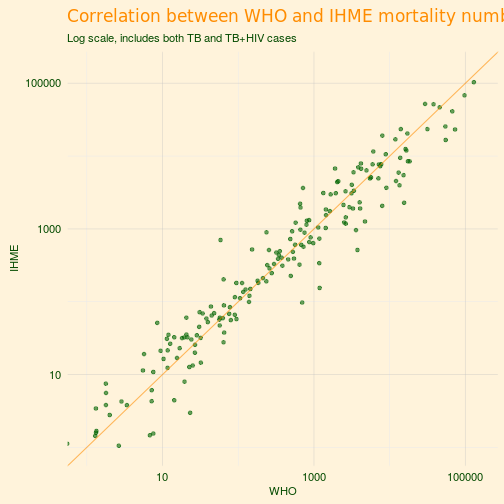 Correlation between WHO and IHME mortality numb
Log scale, includes both TB and TB+HIV cases
100000
1000
10
IHME
10
1000
100000
WHO